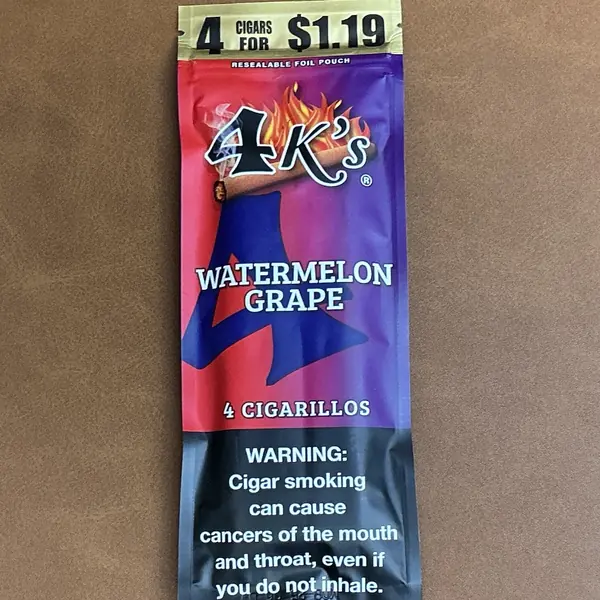 4 CIGARS FOR $1.19
RESEALABLE FOIL POUCH
4K's®
4
WATERMELON
GRAPE
4 CIGARILLOS
WARNING:
Cigar smoking
can cause
cancers of the mouth
and throat, even if
you do not inhale.